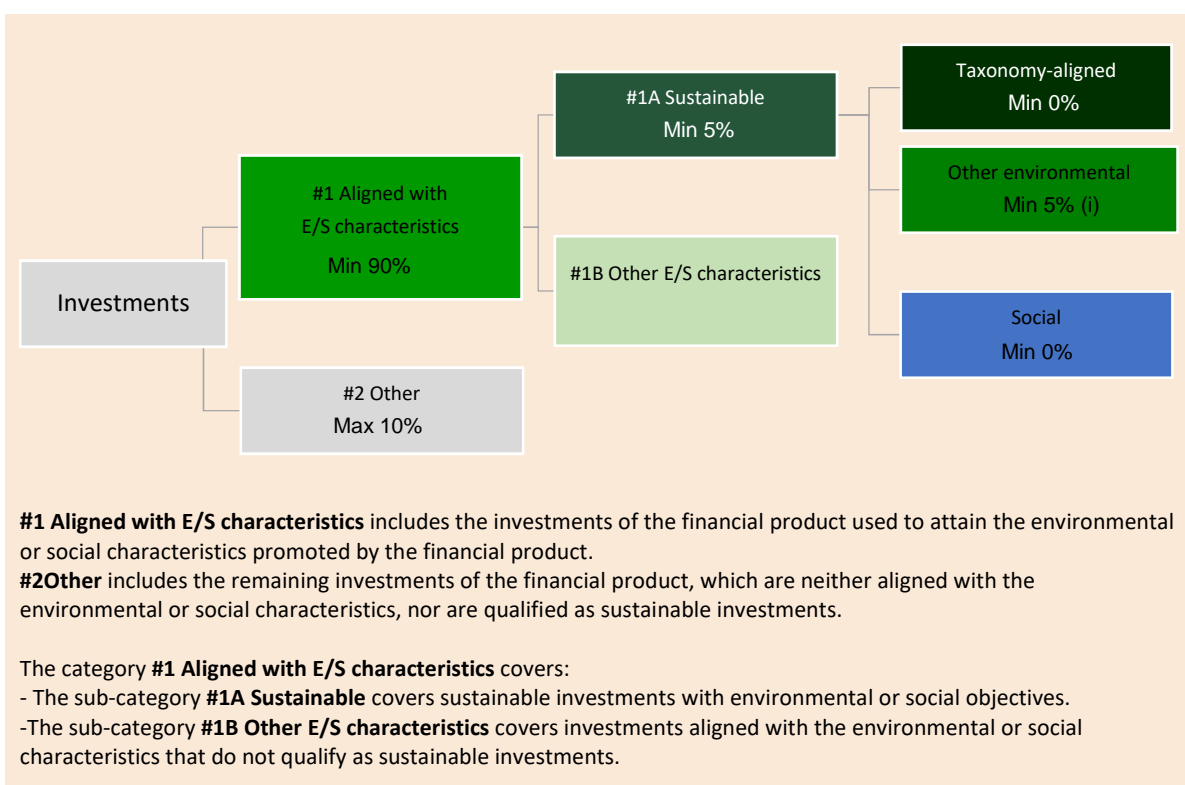 Investments
#1 Aligned with
E/S characteristics
Min 90%
#2 Other
Max 10%
#1A Sustainable
Min 5%
#1B Other E/S characteristics
Taxonomy-aligned
Min 0%
Other environmental
Min 5% (i)
Social
Min 0%
#1 Aligned with E/S characteristics includes the investments of the financial product used to attain the environmental
or social characteristics promoted by the financial product.
#2Other includes the remaining investments of the financial product, which are neither aligned with the
environmental or social characteristics, nor are qualified as sustainable investments.
The category #1 Aligned with E/S characteristics covers:
- The sub-category #1A Sustainable covers sustainable investments with environmental or social objectives.
-The sub-category #1B Other E/S characteristics covers investments aligned with the environmental or social
characteristics that do not qualify as sustainable investments.